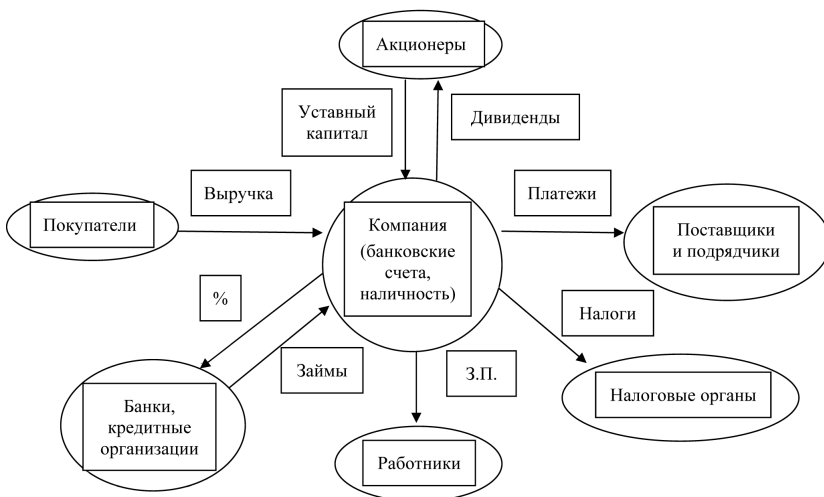 Акционеры
Уставный
капитал
Дивиденды
Выручка
Платежи
Покупатели
Компания
(банковские
счета,
наличность)
Поставщики
и подрядчики
%
Налоги
Займы
З.П.
Банки,
кредитные
организации
Налоговые органы
Работники